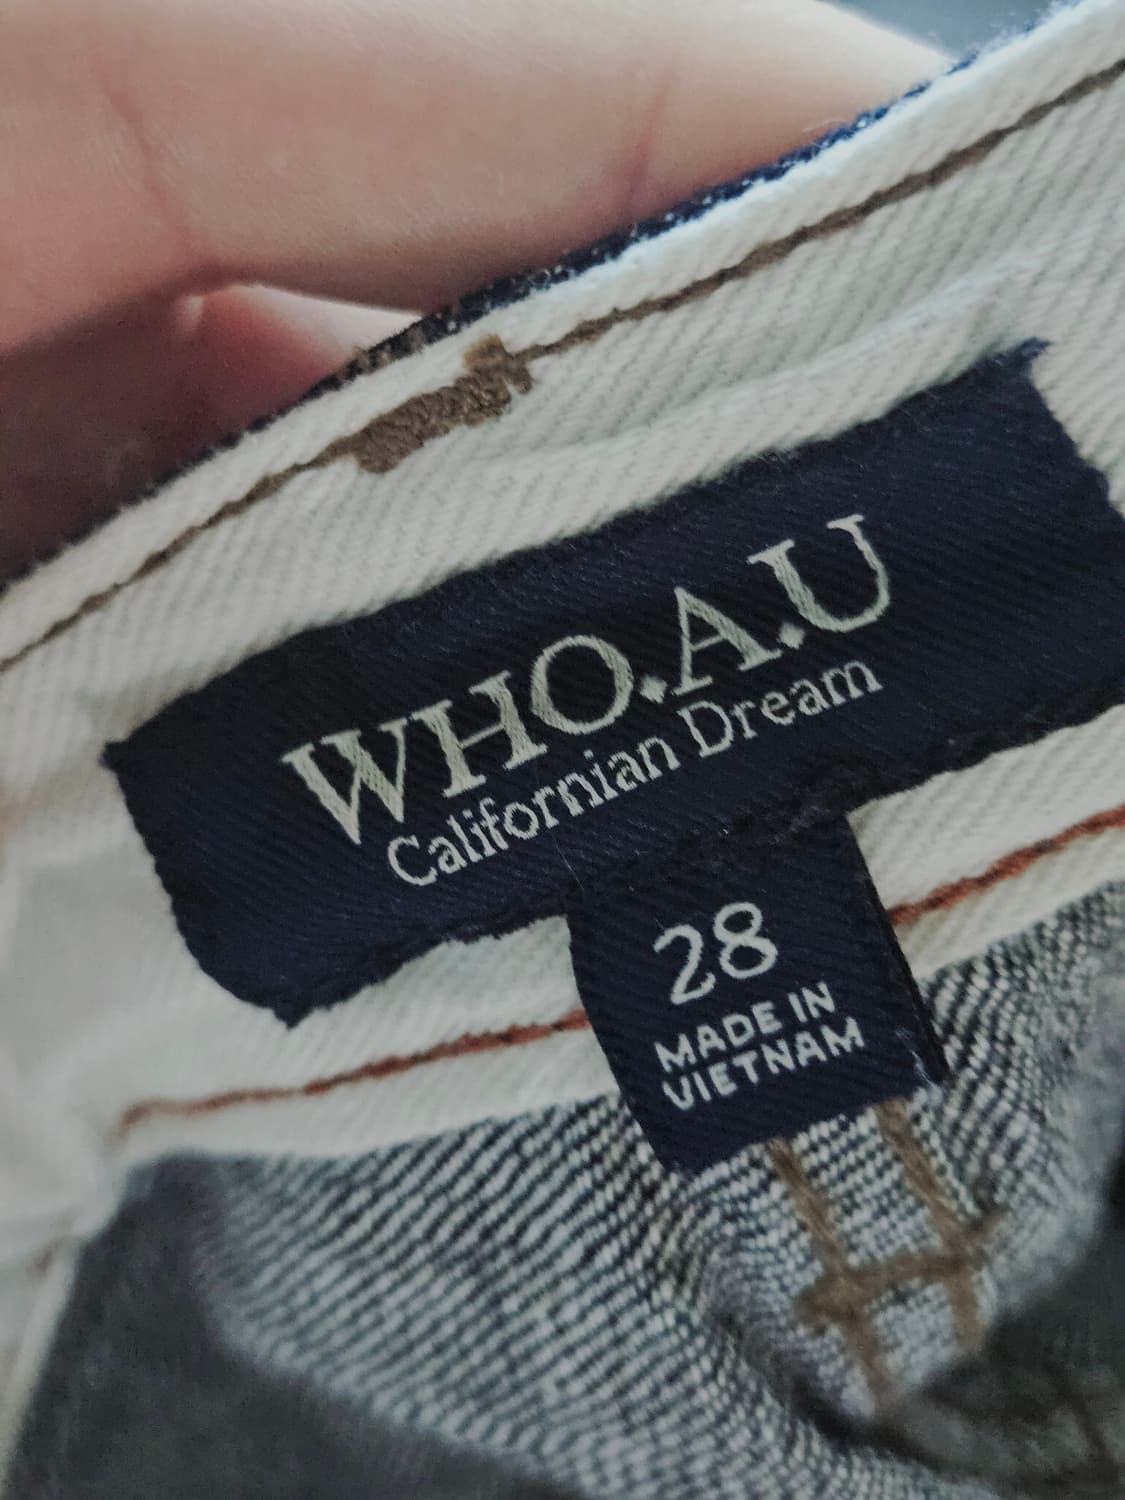 WHO.A.U
Californian Dream
28
MADE IN
VIETNAM